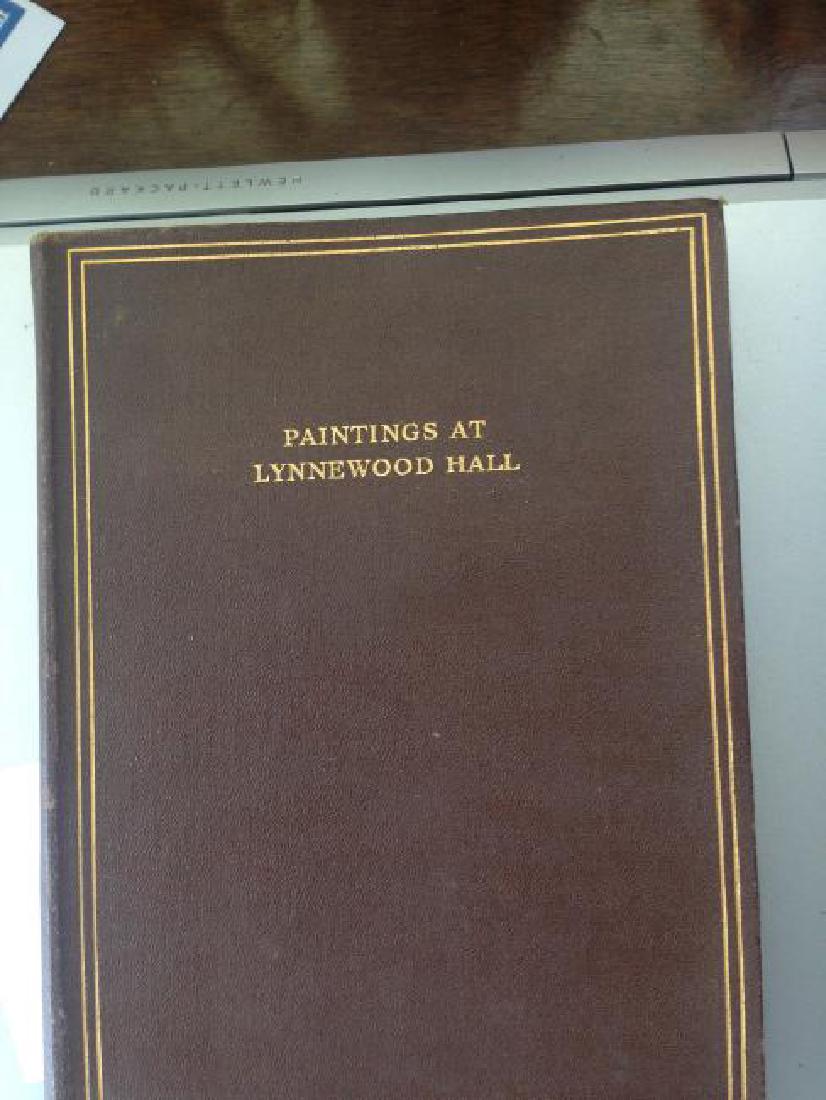 HEWLETT-PACKARD
PAINTINGS AT
LYNNEWOOD HALL